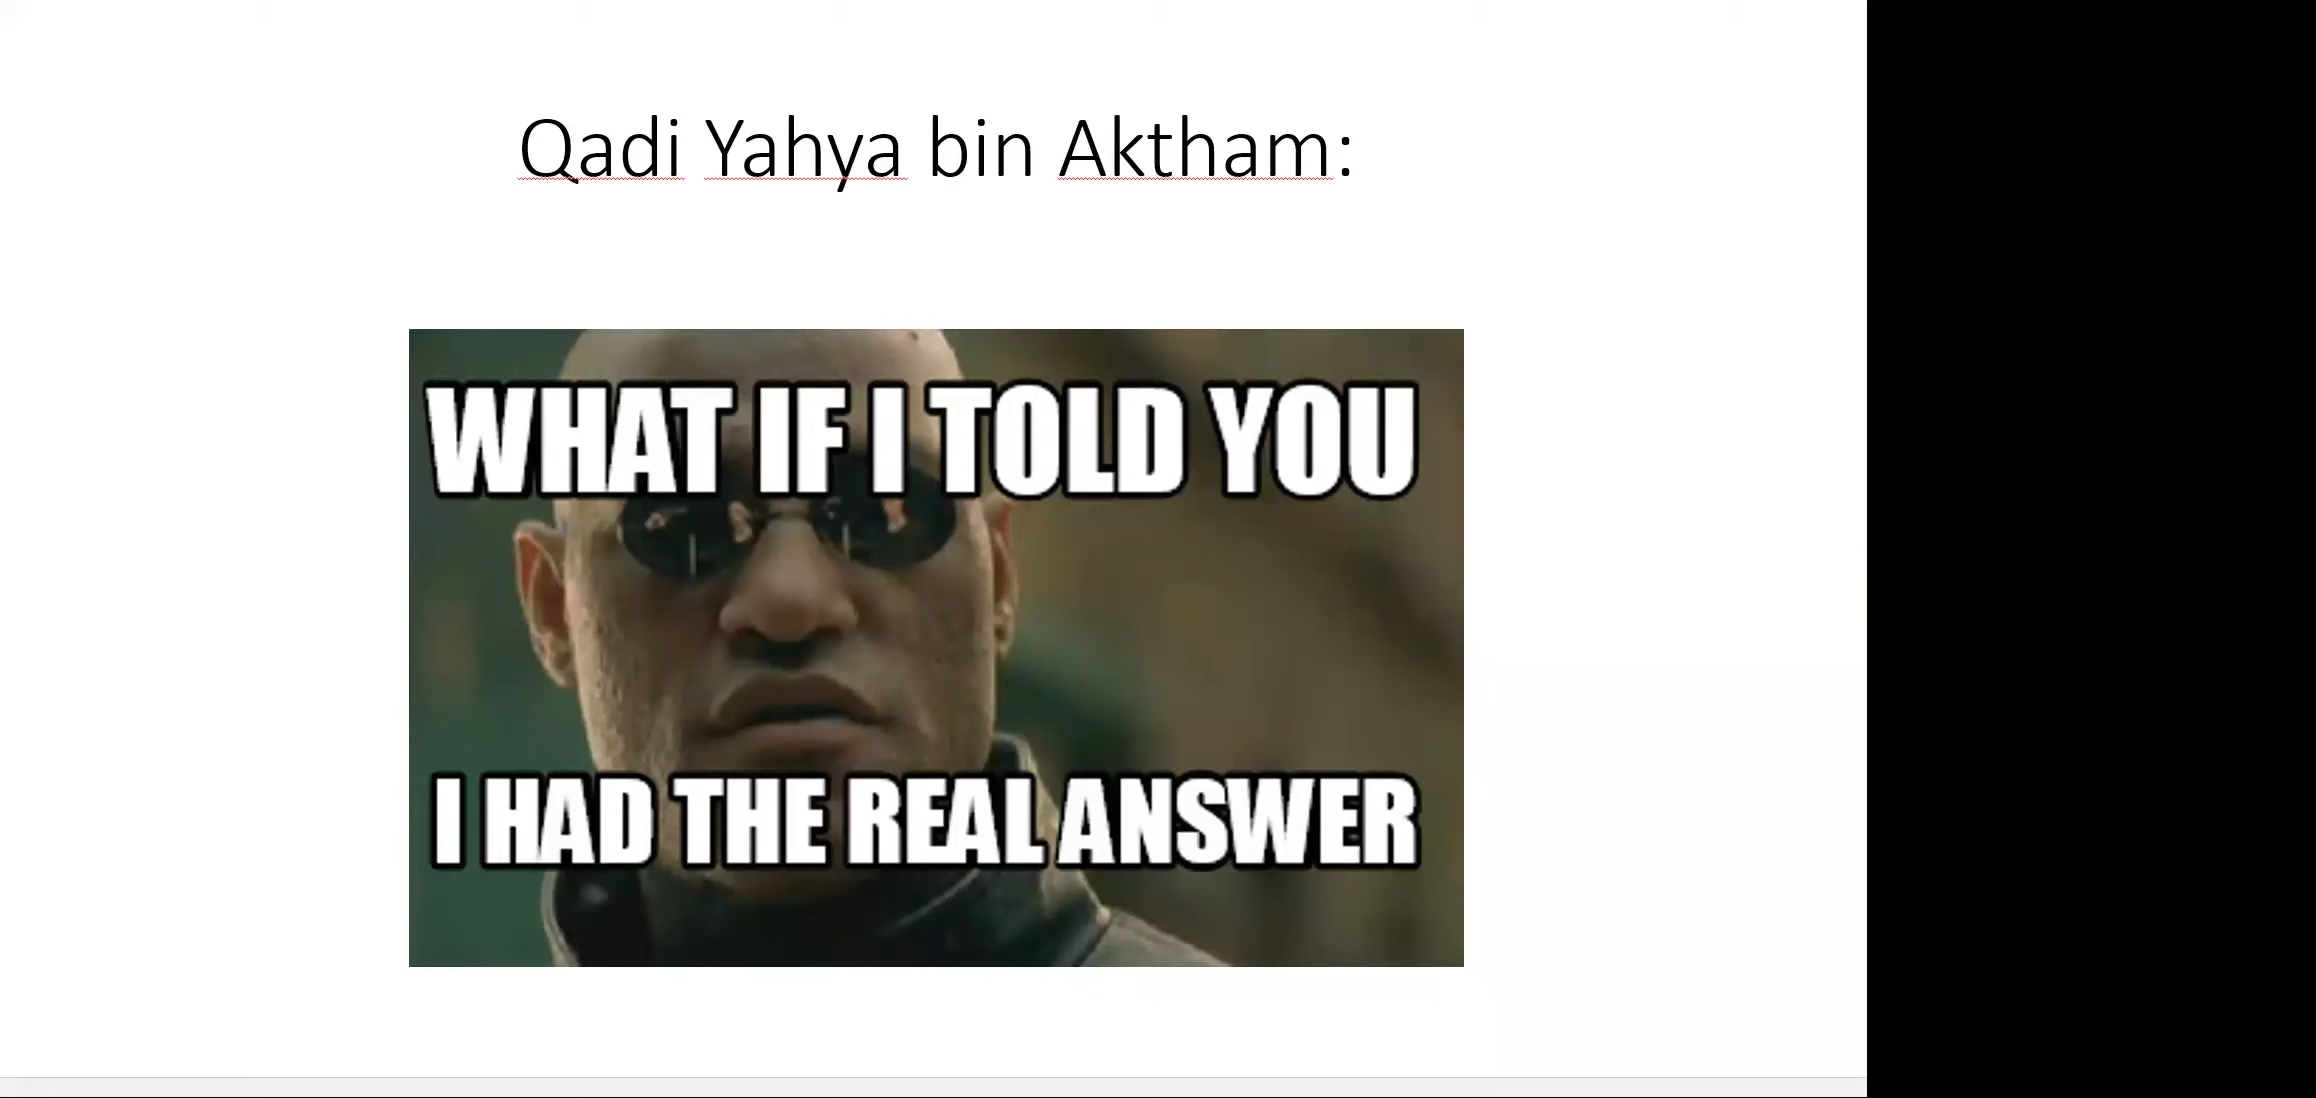 Qadi Yahya bin Aktham:
WHAT IF I TOLD YOU
I HAD THE REAL ANSWER